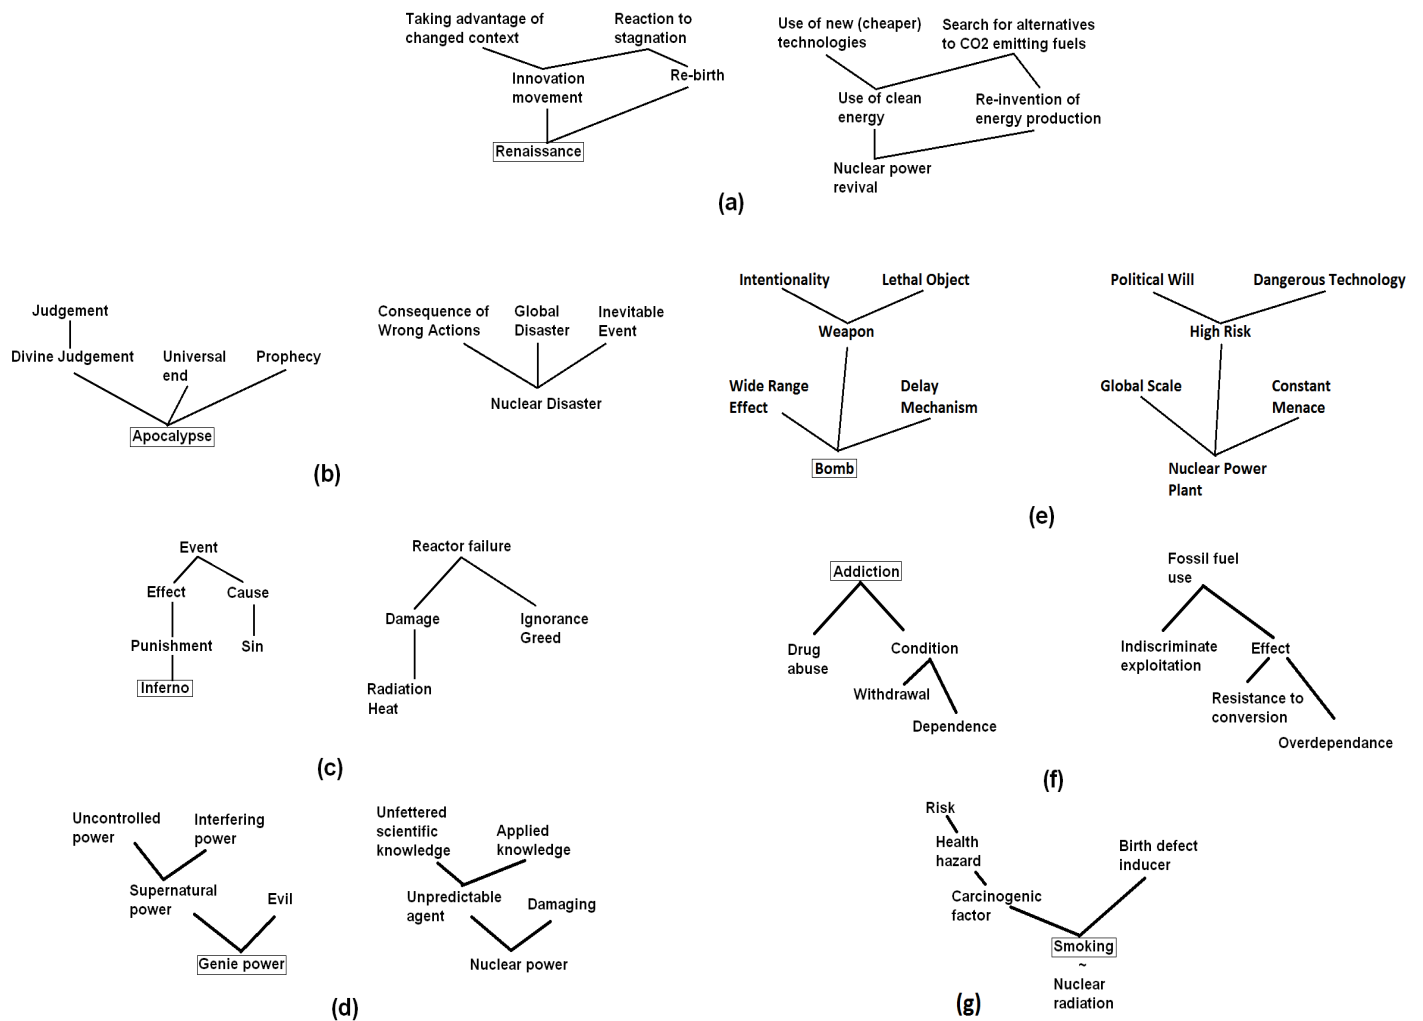 Taking advantage of
changed context
Reaction to
stagnation
Innovation
movement
Re-birth
Renaissance
Use of new (cheaper)
technologies
Search for alternatives
to CO2 emitting fuels
Use of clean
energy
Re-invention of
energy production
Nuclear power
revival
(a)
Judgement
Divine Judgement
Universal
end
Prophecy
Apocalypse
Consequence of
Wrong Actions
Global
Disaster
Inevitable
Event
Nuclear Disaster
(b)
Intentionality
Lethal Object
Weapon
Wide Range
Effect
Delay
Mechanism
Bomb
Political Will
Dangerous Technology
High Risk
Global Scale
Constant
Menace
Nuclear Power
Plant
(e)
Event
Effect
Cause
Punishment
Sin
Inferno
Reactor failure
Damage
Ignorance
Greed
Radiation
Heat
(c)
Addiction
Drug
abuse
Condition
Withdrawal
Dependence
Fossil fuel
use
Indiscriminate
exploitation
Effect
Resistance to
conversion
Overdependance
(f)
Uncontrolled
power
Interfering
power
Supernatural
power
Evil
Genie power
Unfettered
scientific
knowledge
Applied
knowledge
Unpredictable
agent
Damaging
Nuclear power
(d)
Risk
Health
hazard
Carcinogenic
factor
Birth defect
inducer
Smoking
~
Nuclear
radiation
(g)